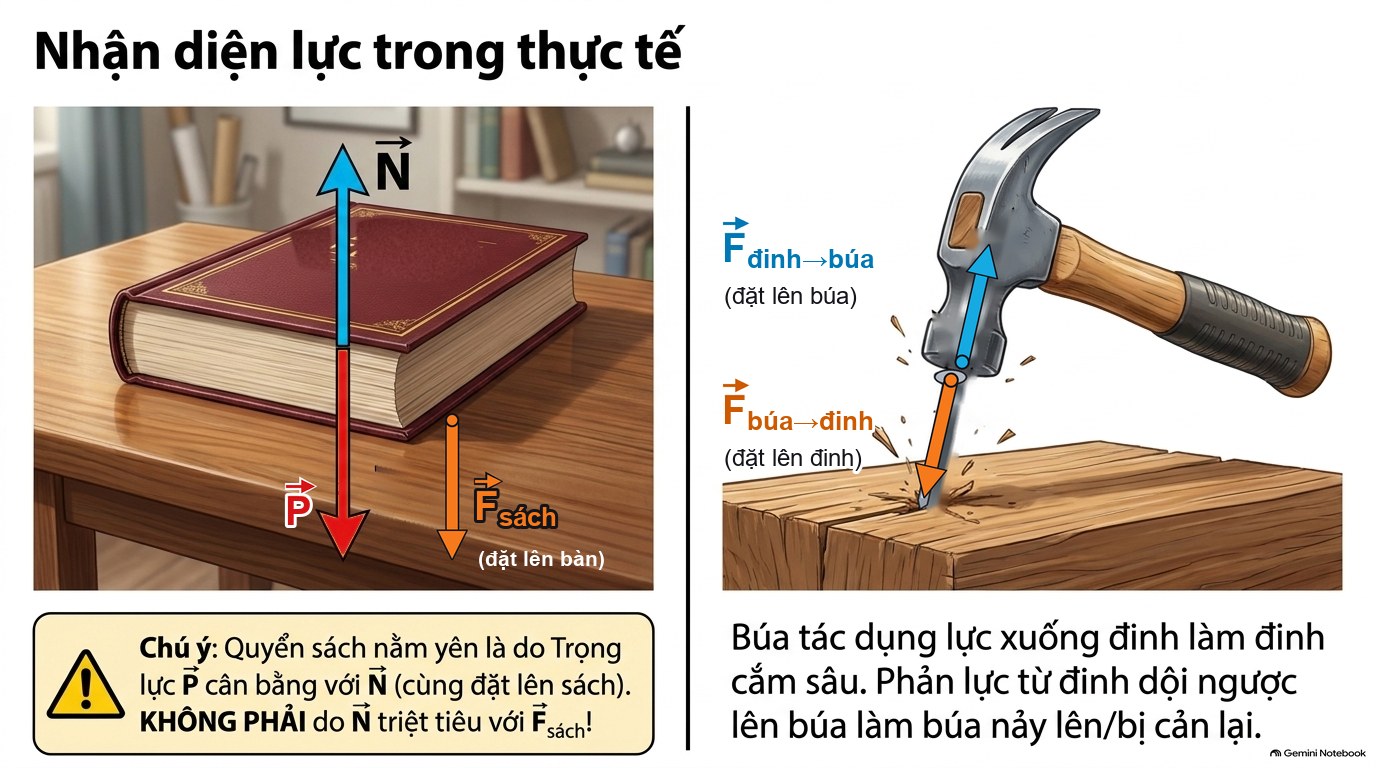 Nhận diện lực trong thực tế
N
P
F sách
(đặt lên bàn)
Chú ý: Quyển sách nằm yên là do Trọng
lực P cân bằng với N (cùng đặt lên sách).
KHÔNG PHẢI do N triệt tiêu với F sách!
F đinh→búa
(đặt lên búa)
F búa→đinh
(đặt lên đinh)
Búa tác dụng lực xuống đinh làm đinh
cắm sâu. Phản lực từ đinh dội ngược
lên búa làm búa nảy lên/bị cản lại.
Gemini Notebook